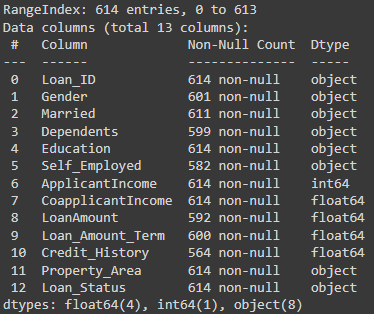 RangeIndex: 614 entries, 0 to 613
Data columns (total 13 columns):
 #   Column             Non-Null Count  Dtype
---  ------             --------------  -----
 0   Loan_ID            614 non-null    object
 1   Gender             601 non-null    object
 2   Married            611 non-null    object
 3   Dependents         599 non-null    object
 4   Education          614 non-null    object
 5   Self_Employed      582 non-null    object
 6   ApplicantIncome    614 non-null    int64
 7   CoapplicantIncome  614 non-null    float64
 8   LoanAmount         592 non-null    float64
 9   Loan_Amount_Term   600 non-null    float64
 10  Credit_History     564 non-null    float64
 11  Property_Area      614 non-null    object
 12  Loan_Status        614 non-null    object
dtypes: float64(4), int64(1), object(8)